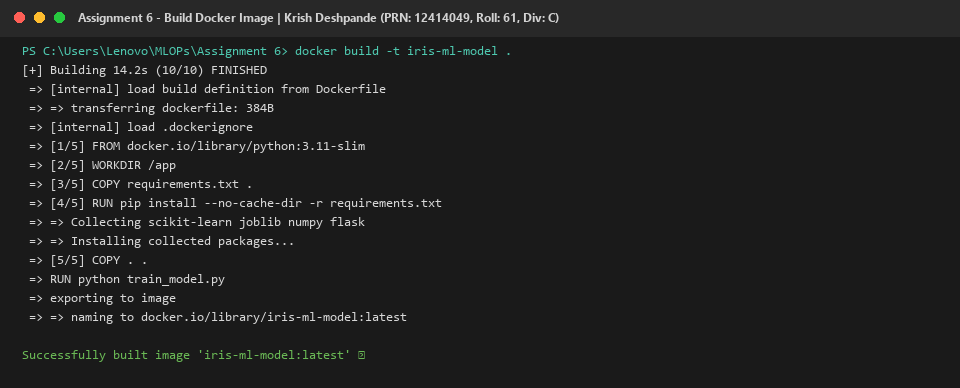 Assignment 6 - Build Docker Image | Krish Deshpande (PRN: 12414049, Roll: 61, Div: C)
PS C:\Users\Lenovo\MLOPs\Assignment 6> docker build -t iris-ml-model .
[+] Building 14.2s (10/10) FINISHED
=> [internal] load build definition from Dockerfile
=> => transferring dockerfile: 384B
=> [internal] load .dockerignore
=> [1/5] FROM docker.io/library/python:3.11-slim
=> [2/5] WORKDIR /app
=> [3/5] COPY requirements.txt .
=> [4/5] RUN pip install --no-cache-dir -r requirements.txt
=> => Collecting scikit-learn joblib numpy flask
=> => Installing collected packages...
=> [5/5] COPY . .
=> RUN python train_model.py
=> exporting to image
=> => naming to docker.io/library/iris-ml-model:latest
Successfully built image 'iris-ml-model:latest'